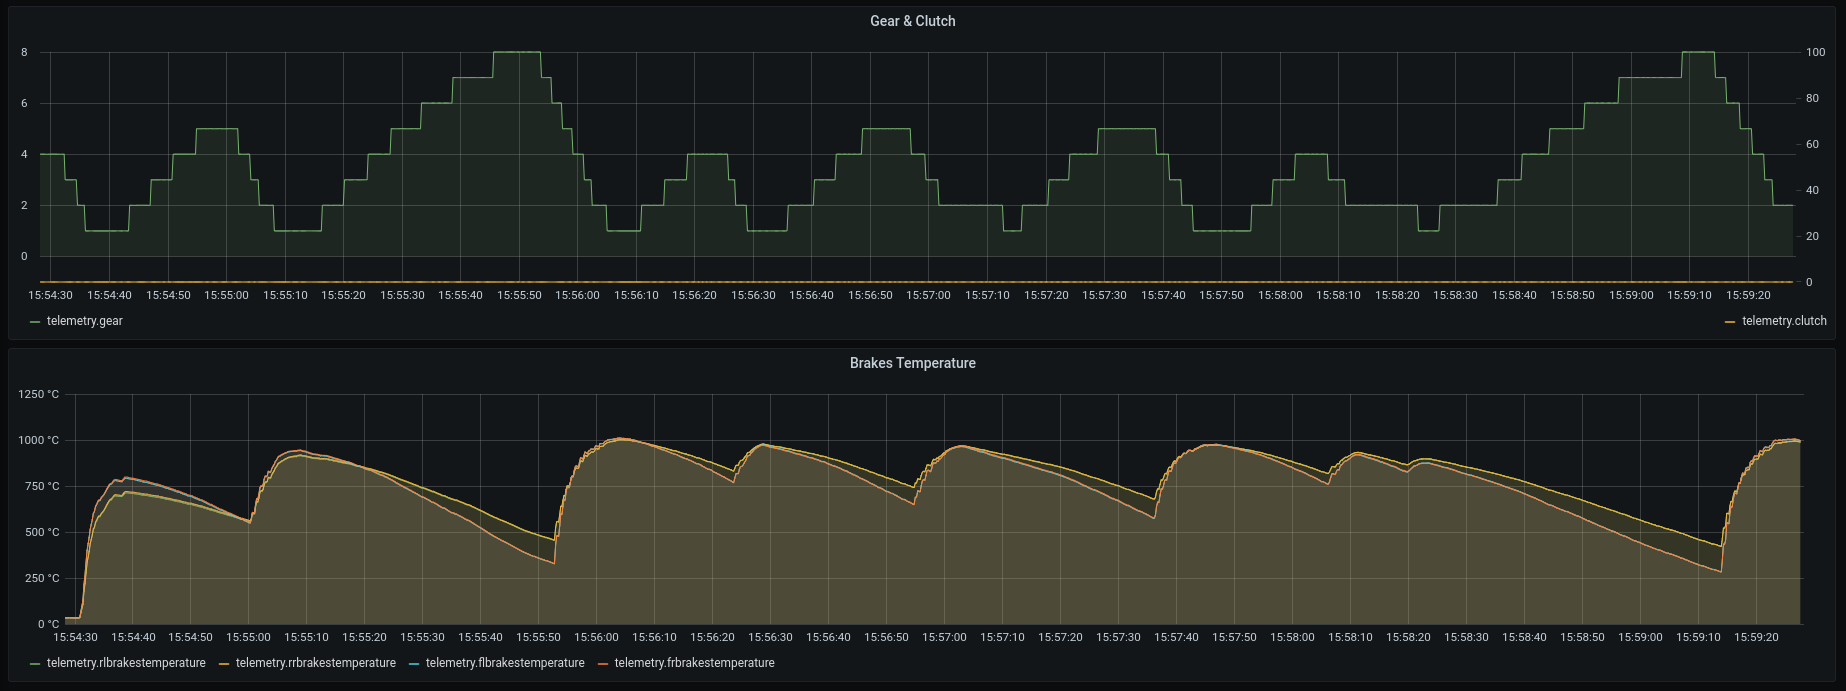 Gear & Clutch
8 100
6 80
4 60
2 40
0 20
0
15:54:30 15:54:40 15:54:50 15:55:00 15:55:10 15:55:20 15:55:30 15:55:40 15:55:50 15:56:00 15:56:10 15:56:20 15:56:30 15:56:40 15:56:50 15:57:00 15:57:10 15:57:20 15:57:30 15:57:40 15:57:50 15:58:00 15:58:10 15:58:20 15:58:30 15:58:40 15:58:50 15:59:00 15:59:10 15:59:20
telemetry.gear telemetry.clutch
Brakes Temperature
1250 °C
1000 °C
750 °C
500 °C
250 °C
0 °C
15:54:30 15:54:40 15:54:50 15:55:00 15:55:10 15:55:20 15:55:30 15:55:40 15:55:50 15:56:00 15:56:10 15:56:20 15:56:30 15:56:40 15:56:50 15:57:00 15:57:10 15:57:20 15:57:30 15:57:40 15:57:50 15:58:00 15:58:10 15:58:20 15:58:30 15:58:40 15:58:50 15:59:00 15:59:10 15:59:20
telemetry.rlbrakestemperature telemetry.rrbrakestemperature telemetry.flbrakestemperature telemetry.frbrakestemperature